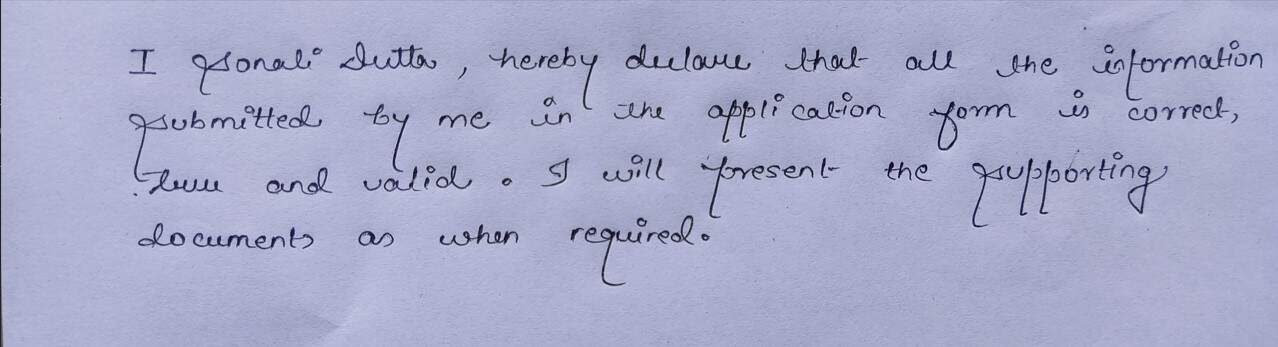 I Sonali Dutta, hereby declare that all the information
submitted by me in the application form is correct,
true and valid. I will present the supporting
documents as when required.